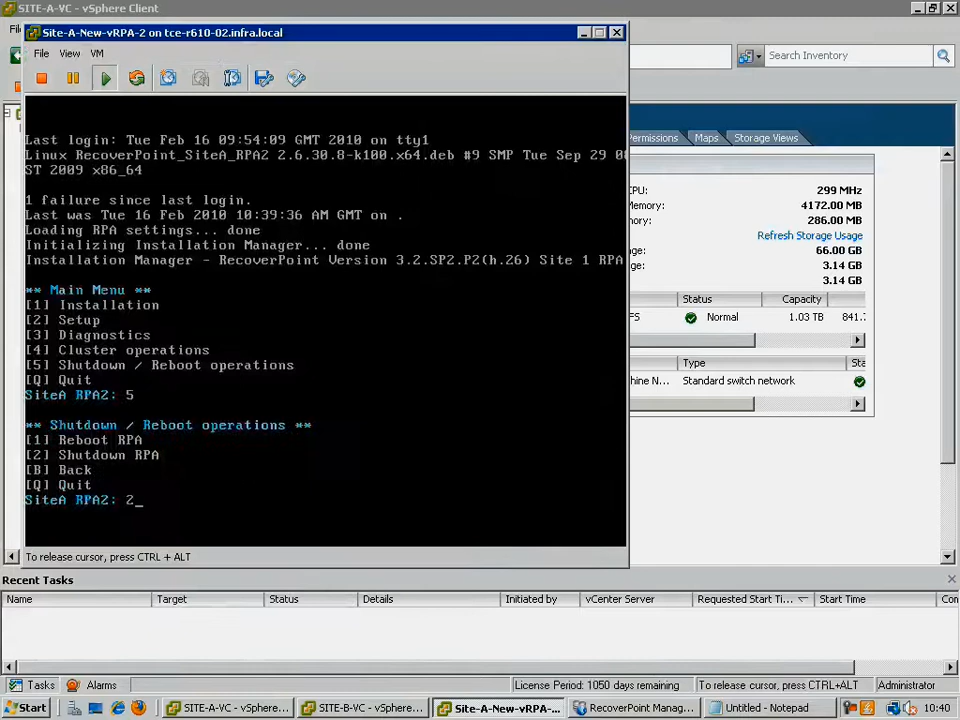 SITE-A-VC - vSphere Client
Site-A-New-vRPA-2 on tce-r610-02.infra.local
File View VM
Search Inventory
Last login: Tue Feb 16 09:54:09 GMT 2010 on tty1
Linux RecoverPoint_SiteA_RPA2 2.6.30.8-k100.x64.deb #9 SMP Tue Sep 29 08
ST 2009 x86_64
1 failure since last login.
Last was Tue 16 Feb 2010 10:39:36 AM GMT on .
Loading RPA settings... done
Initializing Installation Manager... done
Installation Manager - RecoverPoint Version 3.2.SP2.P2(h.26) Site 1 RPA
** Main Menu **
[1] Installation
[2] Setup
[3] Diagnostics
[4] Cluster operations
[5] Shutdown / Reboot operations
[Q] Quit
SiteA RPA2: 5
** Shutdown / Reboot operations **
[1] Reboot RPA
[2] Shutdown RPA
[B] Back
[Q] Quit
SiteA RPA2: 2_
To release cursor, press CTRL + ALT
Permissions Maps Storage Views
CPU: 299 MHz
Memory: 4172.00 MB
mory: 286.00 MB
Refresh Storage Usage
ge: 66.00 GB
ge: 3.14 GB
3.14 GB
Status Capacity
FS Normal 1.03 TB 841.7
Type Sta
hine N... Standard switch network
Recent Tasks
Name Target Status Details Initiated by vCenter Server Requested Start Ti... Start Time Con
Tasks Alarms License Period: 1050 days remaining To release cursor, press CTRL+ALT Administrator
Start SITE-A-VC - vSphere... SITE-B-VC - vSphere... Site-A-New-vRPA-... RecoverPoint Manag... Untitled - Notepad 10:40